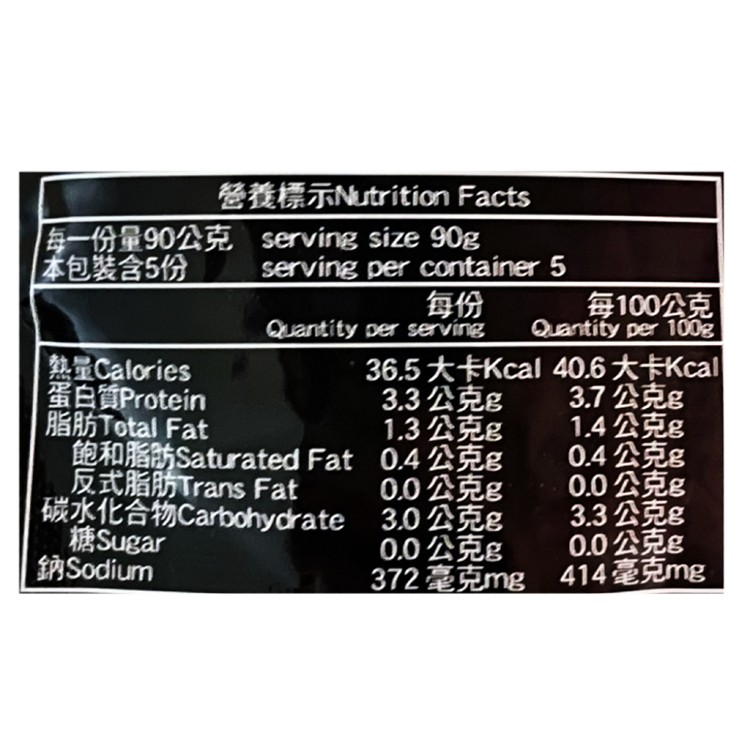 營養標示Nutrition Facts
每一份量90公克 serving size 90g
本包裝含5份 serving per container 5
每份 每100公克
Quantity per serving Quantity per 100g
熱量Calories 36.5 大卡Kcal 40.6 大卡Kcal
蛋白質Protein 3.3 公克g 3.7 公克g
脂肪Total Fat 1.3 公克g 1.4 公克g
飽和脂肪Saturated Fat 0.4 公克g 0.4 公克g
反式脂肪Trans Fat 0.0 公克g 0.0 公克g
碳水化合物Carbohydrate 3.0 公克g 3.3 公克g
糖Sugar 0.0 公克g 0.0 公克g
鈉Sodium 372 毫克mg 414 毫克mg